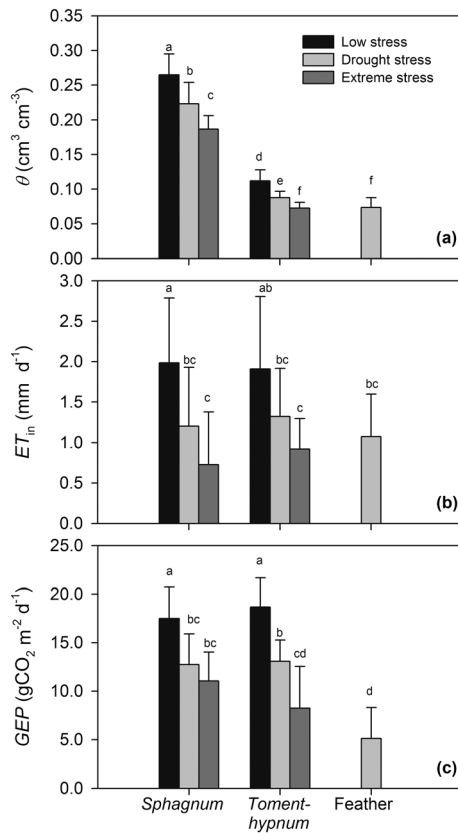 0.35
0.30
0.25
0.20
0.15
0.10
0.05
0.00
θ (cm³ cm⁻³)
a
b
c
d
e
f
f
Low stress
Drought stress
Extreme stress
(a)
3.0
2.5
2.0
1.5
1.0
0.5
0.0
ETin (mm d⁻¹)
a
bc
c
ab
bc
c
bc
(b)
25.0
20.0
15.0
10.0
5.0
0.0
GEP (gCO₂ m⁻² d⁻¹)
a
bc
bc
a
b
cd
d
(c)
Sphagnum
Toment-
hypnum
Feather